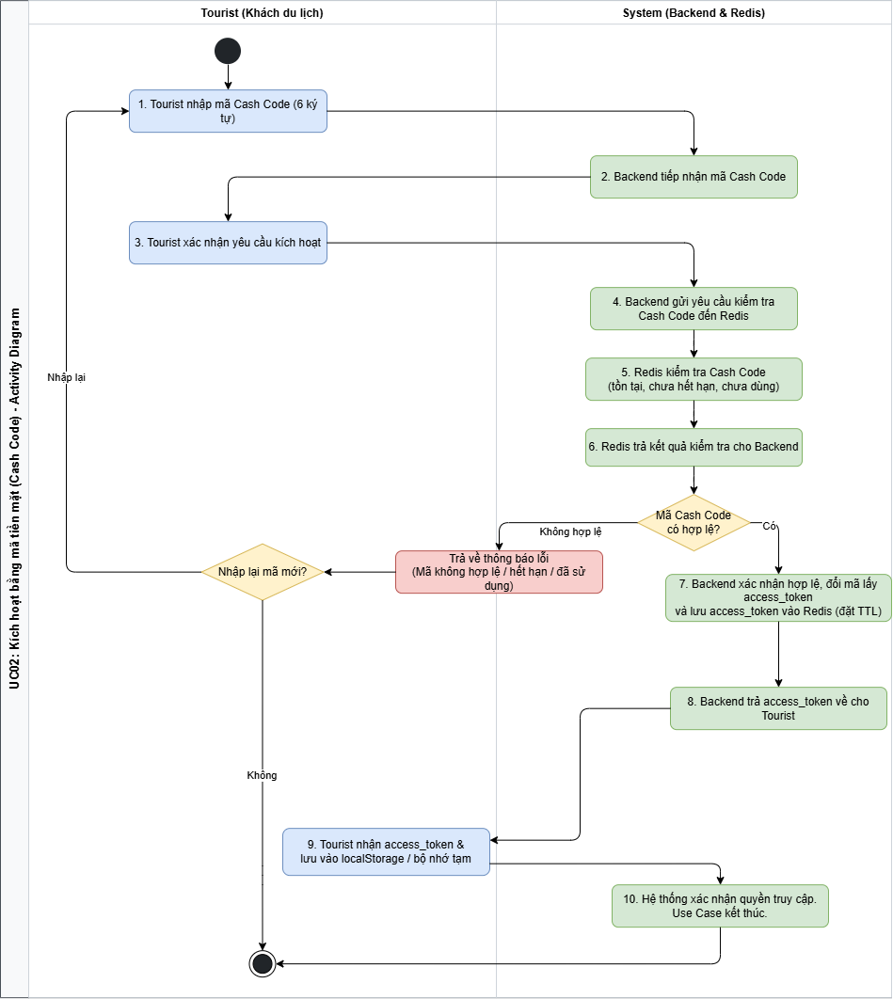 Tourist (Khách du lịch)
System (Backend & Redis)
UC02: Kích hoạt bằng mã tiền mặt (Cash Code) - Activity Diagram
1. Tourist nhập mã Cash Code (6 ký
tự)
2. Backend tiếp nhận mã Cash Code
3. Tourist xác nhận yêu cầu kích hoạt
4. Backend gửi yêu cầu kiểm tra
Cash Code đến Redis
5. Redis kiểm tra Cash Code
(tồn tại, chưa hết hạn, chưa dùng)
Nhập lại
6. Redis trả kết quả kiểm tra cho Backend
Mã Cash Code
có hợp lệ?
Có
Không hợp lệ
Trả về thông báo lỗi
(Mã không hợp lệ / hết hạn / đã sử
dụng)
Nhập lại mã mới?
7. Backend xác nhận hợp lệ, đổi mã lấy
access_token
và lưu access_token vào Redis (đặt TTL)
8. Backend trả access_token về cho
Tourist
Không
9. Tourist nhận access_token &
lưu vào localStorage / bộ nhớ tạm
10. Hệ thống xác nhận quyền truy cập.
Use Case kết thúc.